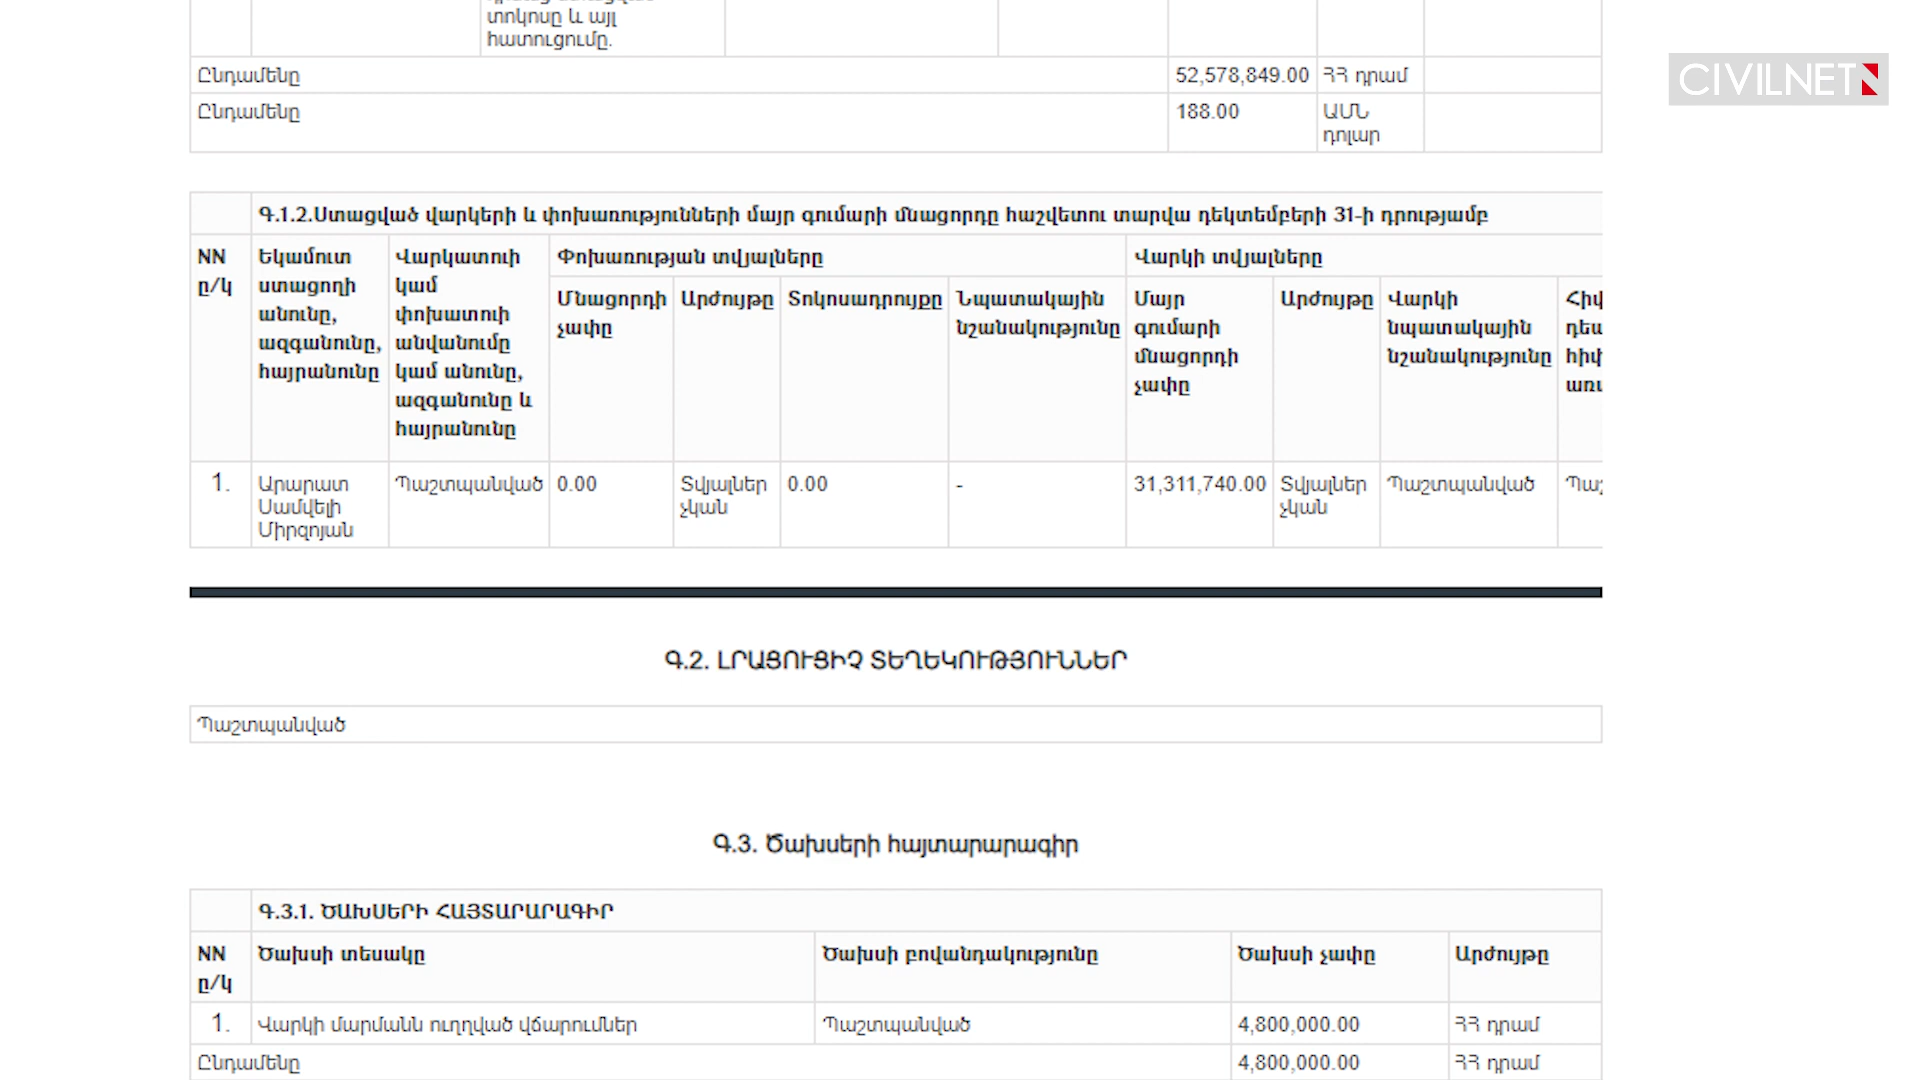 տոկոսը և այլ
հատուցումը.
Ընդամենը 52,578,849.00 ՀՀ դրամ
Ընդամենը 188.00 ԱՄՆ
դոլար
CIVILNET
Գ.1.2.Ստացված վարկերի և փոխառությունների մայր գումարի մնացորդը հաշվետու տարվա դեկտեմբերի 31-ի դրությամբ
NN
ը/կ
Եկամուտ
ստացողի
անունը,
ազգանունը,
հայրանունը
Վարկատուի
կամ
փոխատուի
անվանումը
կամ անունը,
ազգանունը և
հայրանունը
Փոխառության տվյալները
Վարկի տվյալները
Մնացորդի
չափը
Արժույթը
Տոկոսադրույքը
Նպատակային
նշանակությունը
Մայր
գումարի
մնացորդի
չափը
Արժույթը
Վարկի
նպատակային
նշանակությունը
1.
Արարատ
Սամվելի
Միրզոյան
Պաշտպանված
0.00
Տվյալներ
չկան
0.00
-
31,311,740.00
Տվյալներ
չկան
Պաշտպանված
Գ.2. ԼՐԱՑՈՒՑԻՉ ՏԵՂԵԿՈՒԹՅՈՒՆՆԵՐ
Պաշտպանված
Գ.3. Ծախսերի հայտարարագիր
Գ.3.1. ԾԱԽՍԵՐԻ ՀԱՅՏԱՐԱՐԱԳԻՐ
NN
ը/կ
Ծախսի տեսակը
Ծախսի բովանդակությունը
Ծախսի չափը
Արժույթը
1. Վարկի մարմանն ուղղված վճարումներ Պաշտպանված 4,800,000.00 ՀՀ դրամ
Ընդամենը 4,800,000.00 ՀՀ դրամ